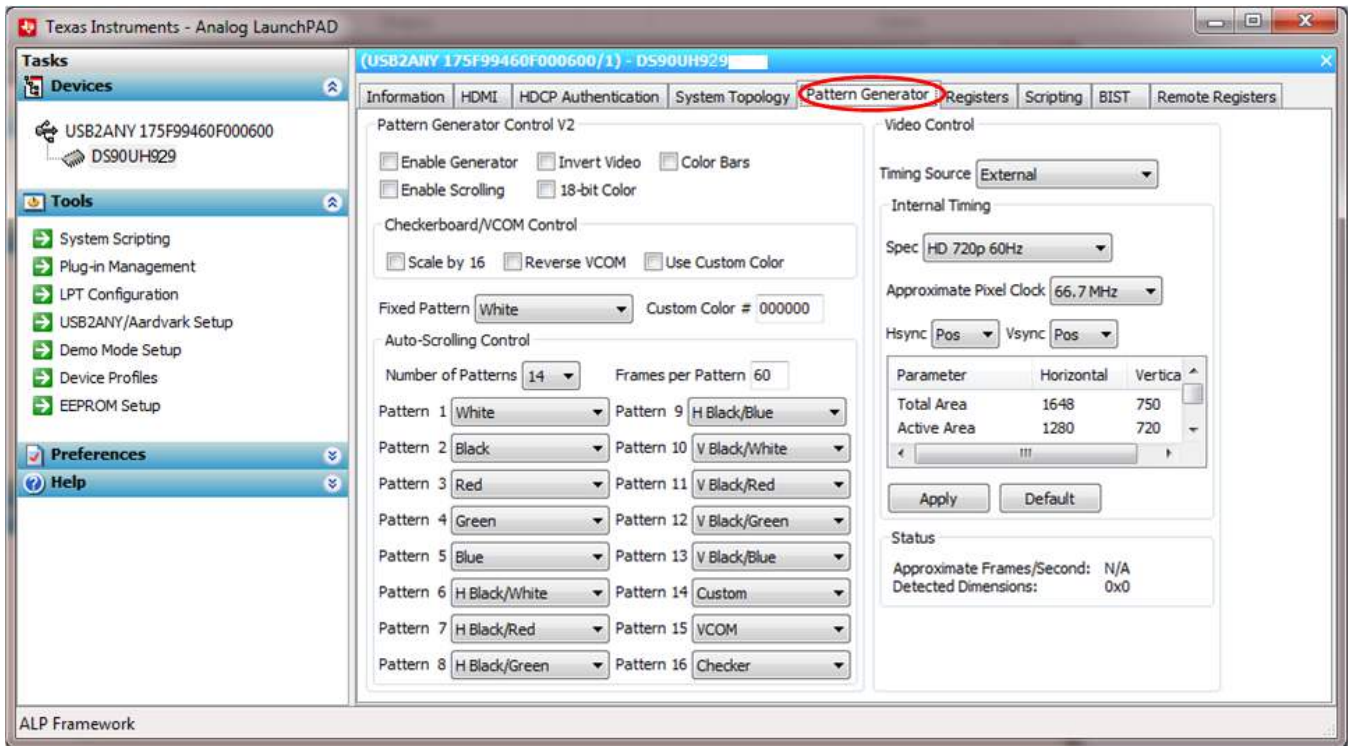 Texas Instruments - Analog LaunchPAD
Tasks
Devices
USB2ANY 175F99460F000600
DS90UH929
Tools
System Scripting
Plug-in Management
LPT Configuration
USB2ANY/Aardvark Setup
Demo Mode Setup
Device Profiles
EEPROM Setup
Preferences
Help
(USB2ANY 175F99460F000600/1) - DS90UH929
Information HDMI HDCP Authentication System Topology Pattern Generator Registers Scripting BIST Remote Registers
Pattern Generator Control V2
Enable Generator Invert Video Color Bars
Enable Scrolling 18-bit Color
Checkerboard/VCOM Control
Scale by 16 Reverse VCOM Use Custom Color
Fixed Pattern White Custom Color # 000000
Auto-Scrolling Control
Number of Patterns 14 Frames per Pattern 60
Pattern 1 White Pattern 9 H Black/Blue
Pattern 2 Black Pattern 10 V Black/White
Pattern 3 Red Pattern 11 V Black/Red
Pattern 4 Green Pattern 12 V Black/Green
Pattern 5 Blue Pattern 13 V Black/Blue
Pattern 6 H Black/White Pattern 14 Custom
Pattern 7 H Black/Red Pattern 15 VCOM
Pattern 8 H Black/Green Pattern 16 Checker
Video Control
Timing Source External
Internal Timing
Spec HD 720p 60Hz
Approximate Pixel Clock 66.7 MHz
Hsync Pos Vsync Pos
Parameter Horizontal Vertica
Total Area 1648 750
Active Area 1280 720
Apply Default
Status
Approximate Frames/Second: N/A
Detected Dimensions: 0x0
ALP Framework